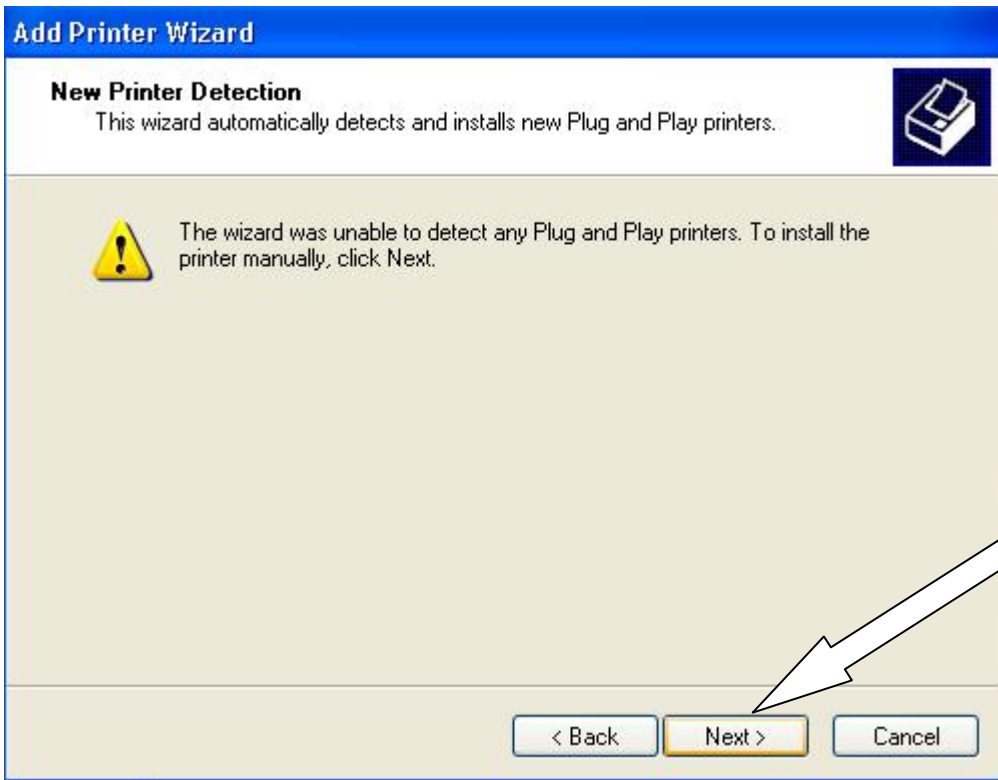 Add Printer Wizard
New Printer Detection
This wizard automatically detects and installs new Plug and Play printers.
The wizard was unable to detect any Plug and Play printers. To install the
printer manually, click Next.
< Back Next > Cancel